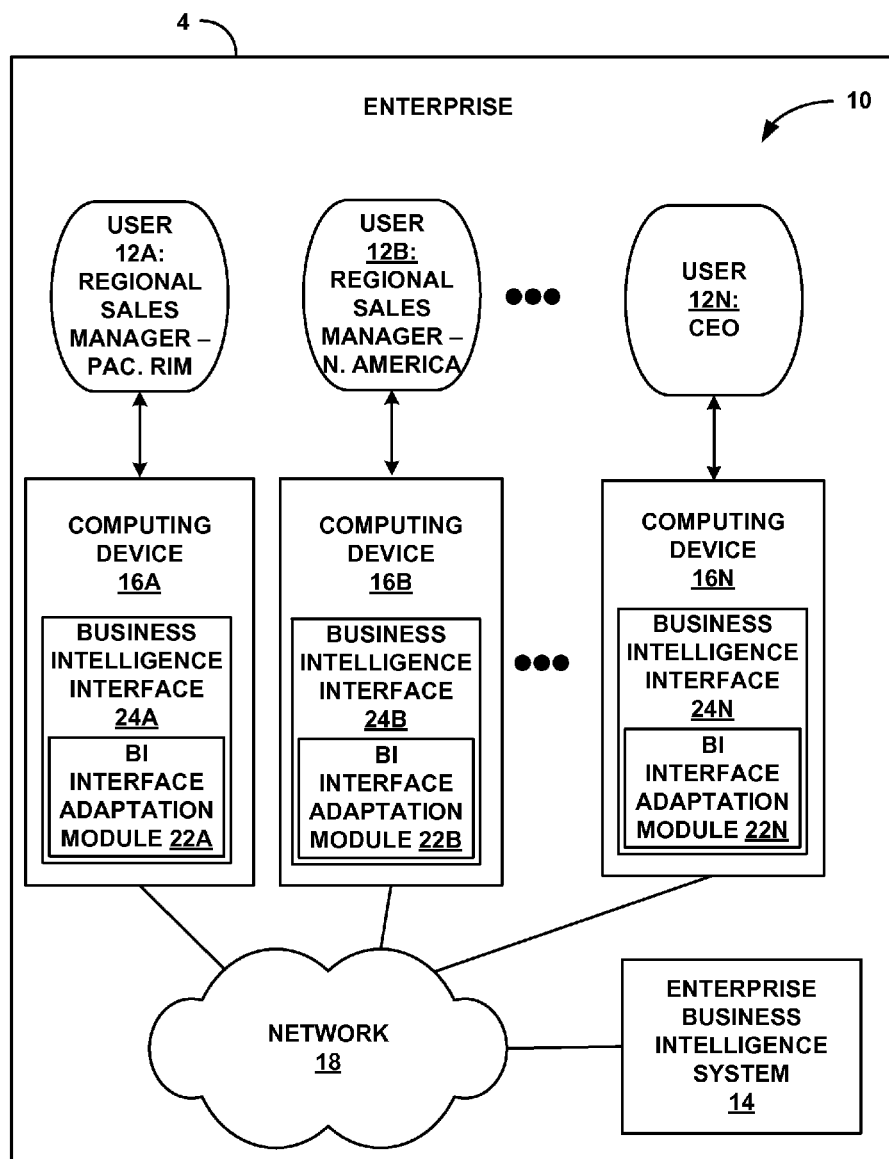 4
ENTERPRISE
10
USER
12A:
REGIONAL
SALES
MANAGER –
PAC. RIM
USER
12B:
REGIONAL
SALES
MANAGER –
N. AMERICA
USER
12N:
CEO
COMPUTING
DEVICE
16A
BUSINESS
INTELLIGENCE
INTERFACE
24A
BI
INTERFACE
ADAPTATION
MODULE 22A
COMPUTING
DEVICE
16B
BUSINESS
INTELLIGENCE
INTERFACE
24B
BI
INTERFACE
ADAPTATION
MODULE 22B
COMPUTING
DEVICE
16N
BUSINESS
INTELLIGENCE
INTERFACE
24N
BI
INTERFACE
ADAPTATION
MODULE 22N
NETWORK
18
ENTERPRISE
BUSINESS
INTELLIGENCE
SYSTEM
14